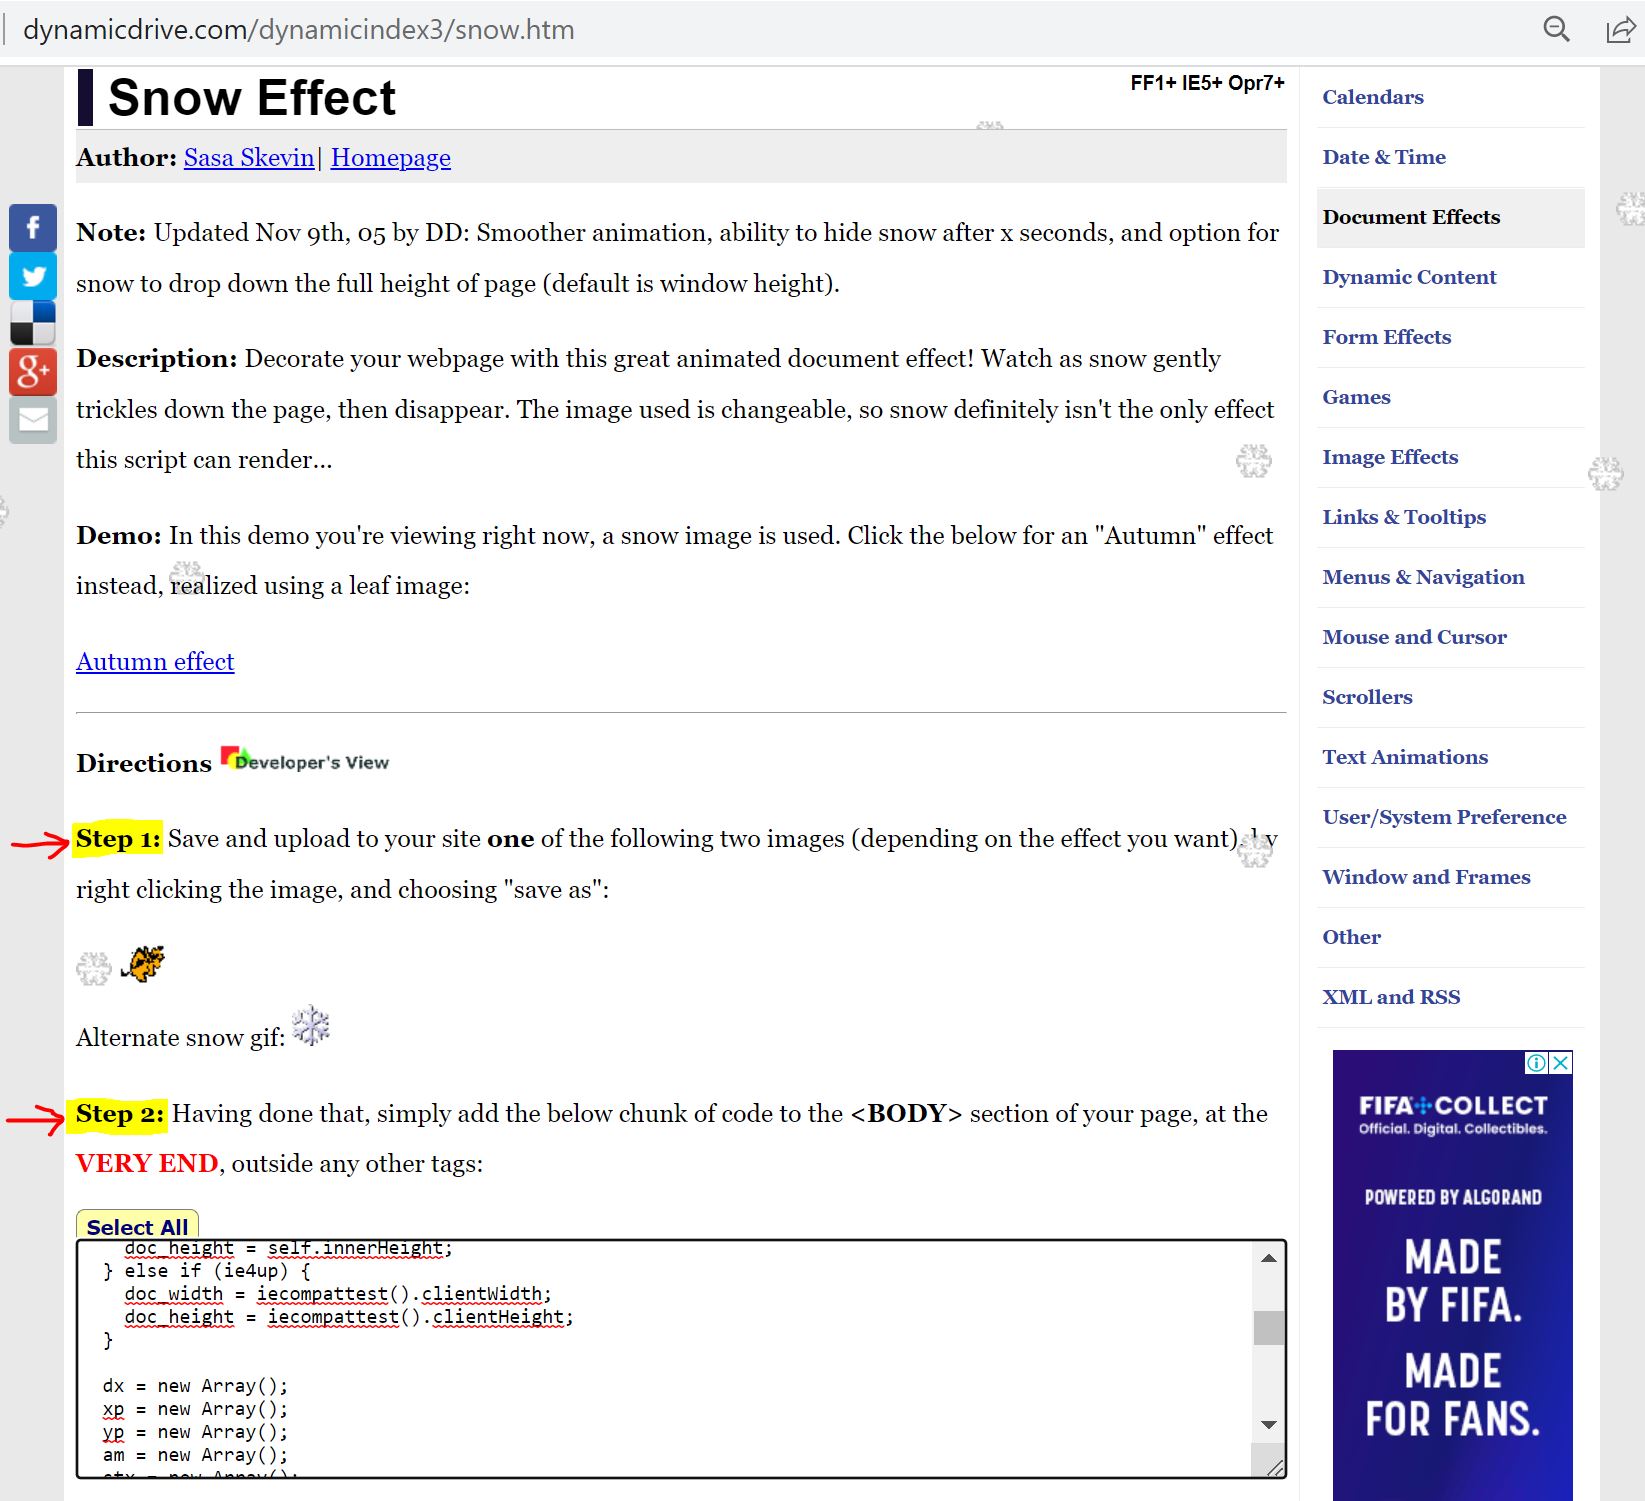 dynamicdrive.com/dynamicindex3/snow.htm
Snow Effect
FF1+ IE5+ Opr7+
Author: Sasa Skevin| Homepage
Note: Updated Nov 9th, 05 by DD: Smoother animation, ability to hide snow after x seconds, and option for
snow to drop down the full height of page (default is window height).
Description: Decorate your webpage with this great animated document effect! Watch as snow gently
trickles down the page, then disappear. The image used is changeable, so snow definitely isn't the only effect
this script can render...
Demo: In this demo you're viewing right now, a snow image is used. Click the below for an "Autumn" effect
instead, realized using a leaf image:
Autumn effect
Directions Developer's View
Step 1: Save and upload to your site one of the following two images (depending on the effect you want), by
right clicking the image, and choosing "save as":
Alternate snow gif:
Step 2: Having done that, simply add the below chunk of code to the <BODY> section of your page, at the
VERY END, outside any other tags:
Select All
doc_height = self.innerHeight;
} else if (ie4up) {
doc_width = iecompattest().clientWidth;
doc_height = iecompattest().clientHeight;
}
dx = new Array();
xp = new Array();
yp = new Array();
am = new Array();
stx = new Array();
f
g+
Calendars
Date & Time
Document Effects
Dynamic Content
Form Effects
Games
Image Effects
Links & Tooltips
Menus & Navigation
Mouse and Cursor
Scrollers
Text Animations
User/System Preference
Window and Frames
Other
XML and RSS
FIFA+COLLECT
Official. Digital. Collectibles.
POWERED BY ALGORAND
MADE
BY FIFA.
MADE
FOR FANS.